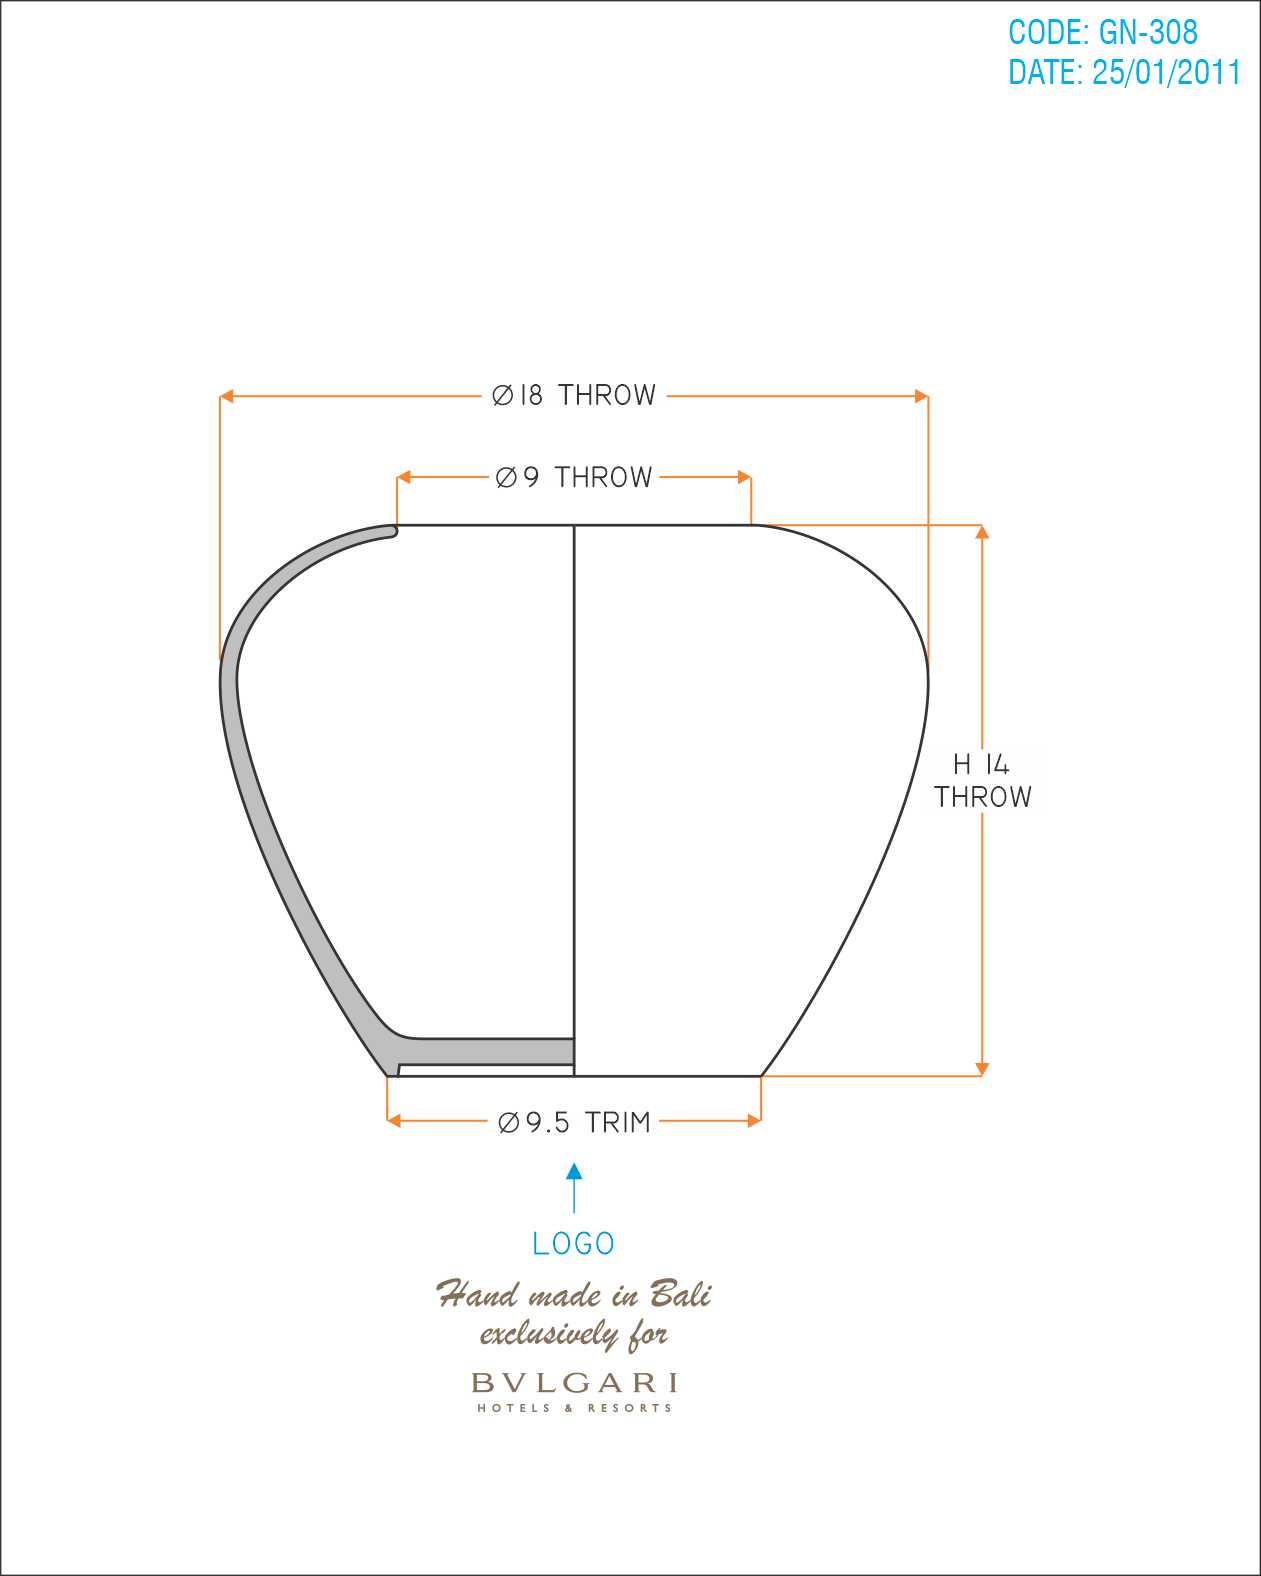 CODE: GN-308
DATE: 25/01/2011
Ø18 THROW
Ø9 THROW
H 14
THROW
Ø9.5 TRIM
LOGO
Hand made in Bali
exclusively for
BVLGARI
HOTELS & RESORTS